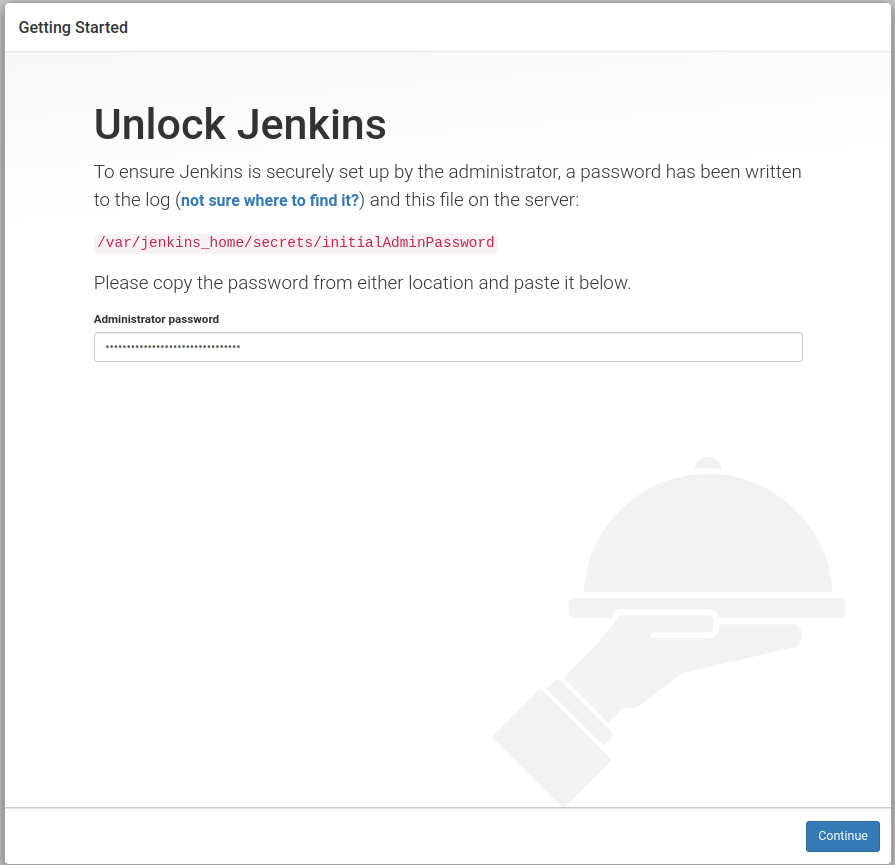 Getting Started
Unlock Jenkins
To ensure Jenkins is securely set up by the administrator, a password has been written
to the log (not sure where to find it?) and this file on the server:
/var/jenkins_home/secrets/initialAdminPassword
Please copy the password from either location and paste it below.
Administrator password
••••••••••••••••••••••••••••••••
Continue